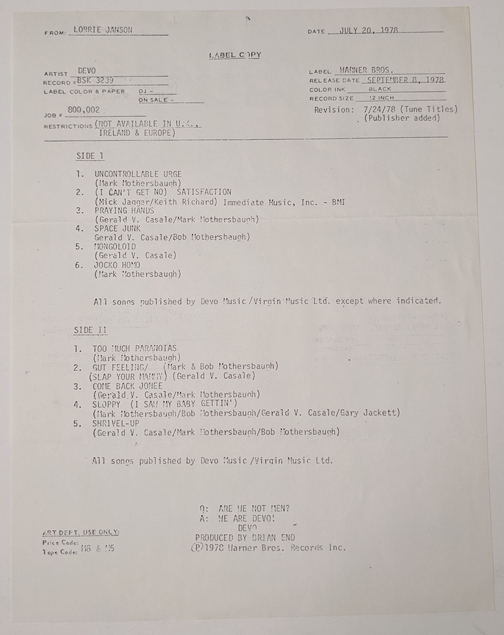 FROM: LORRIE JANSON DATE JULY 20, 1978
LABEL COPY
ARTIST DEVO LABEL WARNER BROS.
RECORD # BSK 3239 RELEASE DATE SEPTEMBER 8, 1978
LABEL COLOR & PAPER DJ - COLOR INK BLACK
ON SALE - RECORD SIZE 12 INCH
JOB # 800,002 Revision: 7/24/78 (Tune Titles)
(Publisher added)
RESTRICTIONS (NOT AVAILABLE IN U.K.,
IRELAND & EUROPE)
SIDE 1
1. UNCONTROLLABLE URGE
(Mark Mothersbaugh)
2. (I CAN'T GET NO) SATISFACTION
(Mick Jagger/Keith Richard) Immediate Music, Inc. - BMI
3. PRAYING HANDS
(Gerald V. Casale/Mark Mothersbaugh)
4. SPACE JUNK
Gerald V. Casale/Bob Mothersbaugh)
5. MONGOLOID
(Gerald V. Casale)
6. JOCKO HOMO
(Mark Mothersbaugh)
All songs published by Devo Music /Virgin Music Ltd. except where indicated.
SIDE II
1. TOO MUCH PARANOIAS
(Mark Mothersbaugh)
2. GUT FEELING/ (Mark & Bob Mothersbaugh)
(SLAP YOUR MAMMY) (Gerald V. Casale)
3. COME BACK JONEE
(Gerald V. Casale/Mark Mothersbaugh)
4. SLOPPY (I SAW MY BABY GETTIN')
(Mark Mothersbaugh/Bob Mothersbaugh/Gerald V. Casale/Gary Jackett)
5. SHRIVEL-UP
(Gerald V. Casale/Mark Mothersbaugh/Bob Mothersbaugh)
All songs published by Devo Music /Virgin Music Ltd.
Q: ARE WE NOT MEN?
A: WE ARE DEVO!
DEVO
PRODUCED BY BRIAN ENO
(P)1978 Warner Bros. Records Inc.
ART DEPT. USE ONLY:
Price Code:
Tape Code: M8 & M5